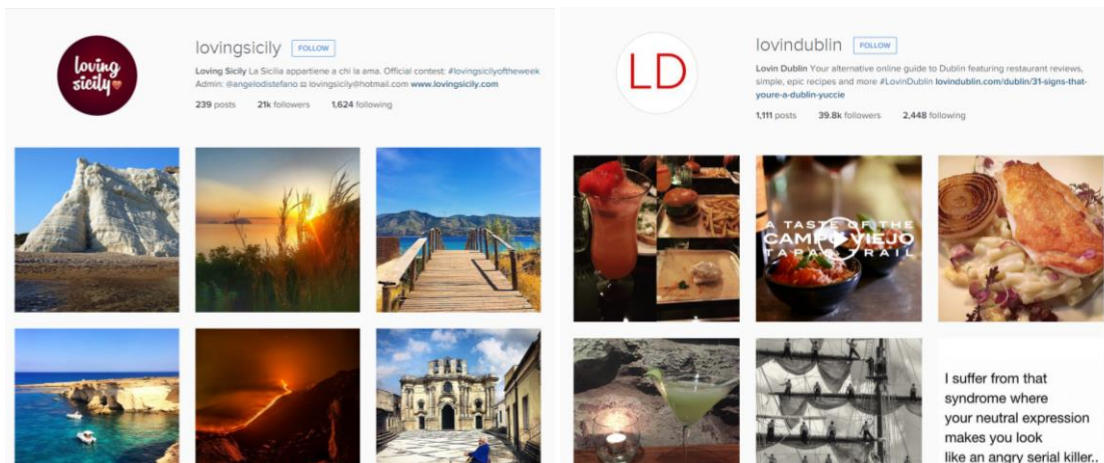 loving
sicily
lovingsicily FOLLOW
Loving Sicily La Sicilia appartiene a chi la ama. Official contest: #lovingsicilyoftheweek
Admin: @angelodistefano 📧 lovingsicily@hotmail.com www.lovingsicily.com
239 posts 21k followers 1,624 following
LD
lovindublin FOLLOW
Lovin Dublin Your alternative online guide to Dublin featuring restaurant reviews,
simple, epic recipes and more #LovinDublin lovindublin.com/dublin/31-signs-that-
youre-a-dublin-yuccie
1,111 posts 39.8k followers 2,448 following
A TASTE OF THE
CAMPO VIEJO
TAPAS TRAIL
I suffer from that
syndrome where
your neutral expression
makes you look
like an angry serial killer..